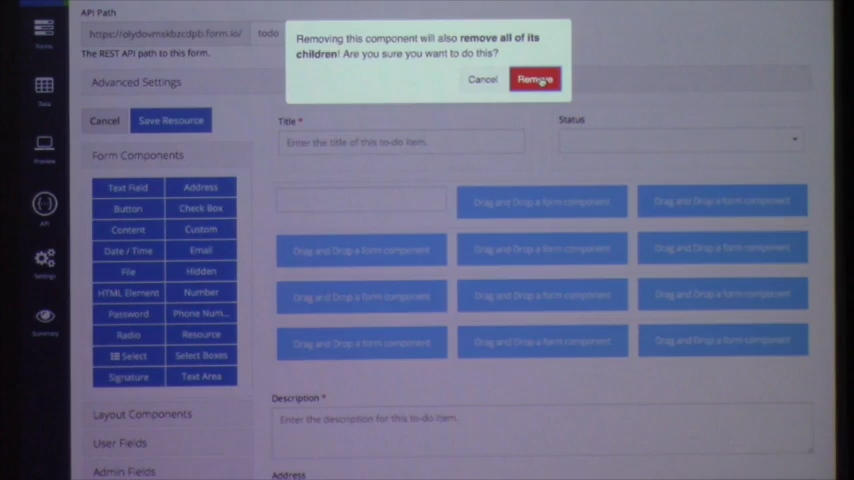 API Path
https://olydovmskbzcdpb.form.io/ todo
The REST API path to this form.
Advanced Settings
Removing this component will also remove all of its
children! Are you sure you want to do this?
Cancel Remove
Forms
Data
Preview
API
Settings
Summary
Cancel Save Resource
Form Components
Text Field Address
Button Check Box
Content Custom
Date / Time Email
File Hidden
HTML Element Number
Password Phone Num...
Radio Resource
Select Select Boxes
Signature Text Area
Layout Components
User Fields
Admin Fields
Title * Status
Enter the title of this to-do item.
Drag and Drop a form component Drag and Drop a form component
Drag and Drop a form component Drag and Drop a form component Drag and Drop a form component
Drag and Drop a form component Drag and Drop a form component Drag and Drop a form component
Drag and Drop a form component Drag and Drop a form component Drag and Drop a form component
Description *
Enter the description for this to-do item.
Address